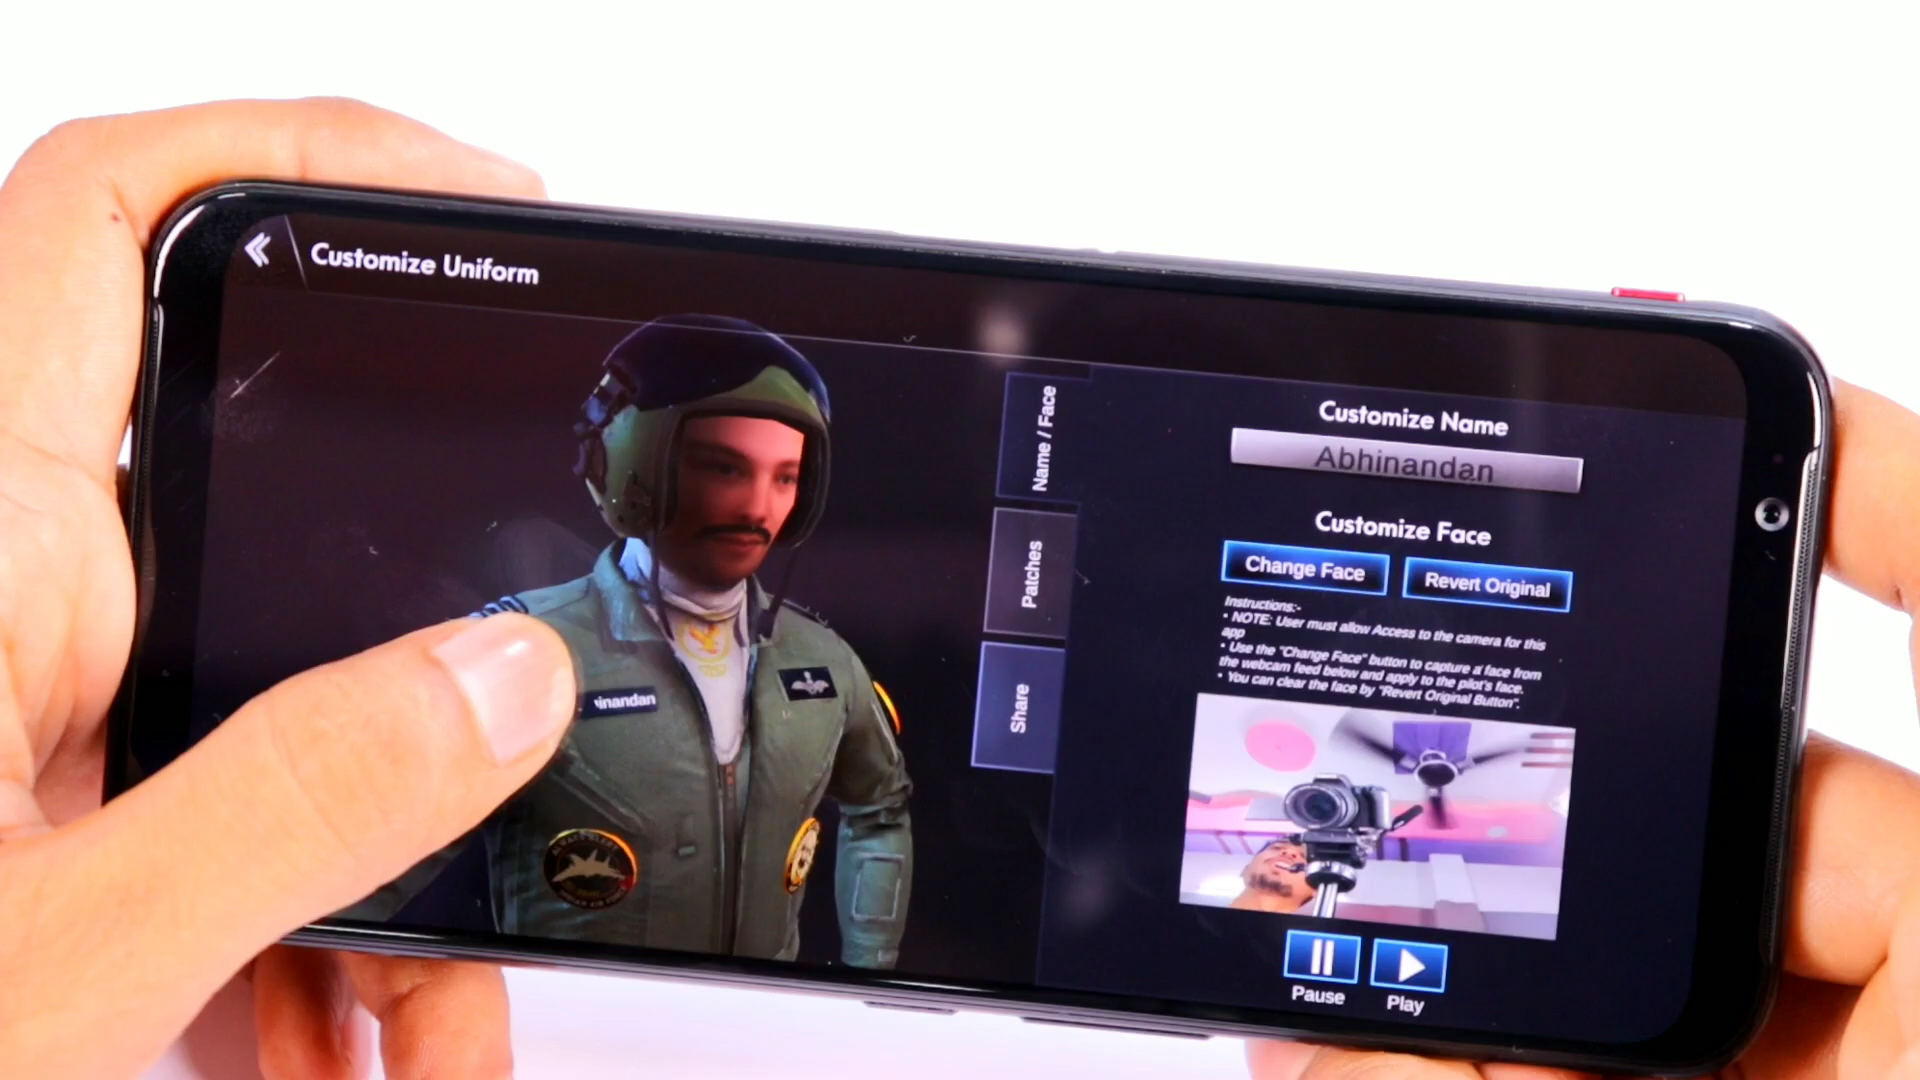 Customize Uniform
Name / Face
Patches
Share
Customize Name
Abhinandan
Customize Face
Change Face
Revert Original
Instructions:-
• NOTE: User must allow Access to the camera for this
app
• Use the "Change Face" button to capture a face from
the webcam feed below and apply to the pilot's face.
• You can clear the face by "Revert Original Button".
Pause
Play
inandan